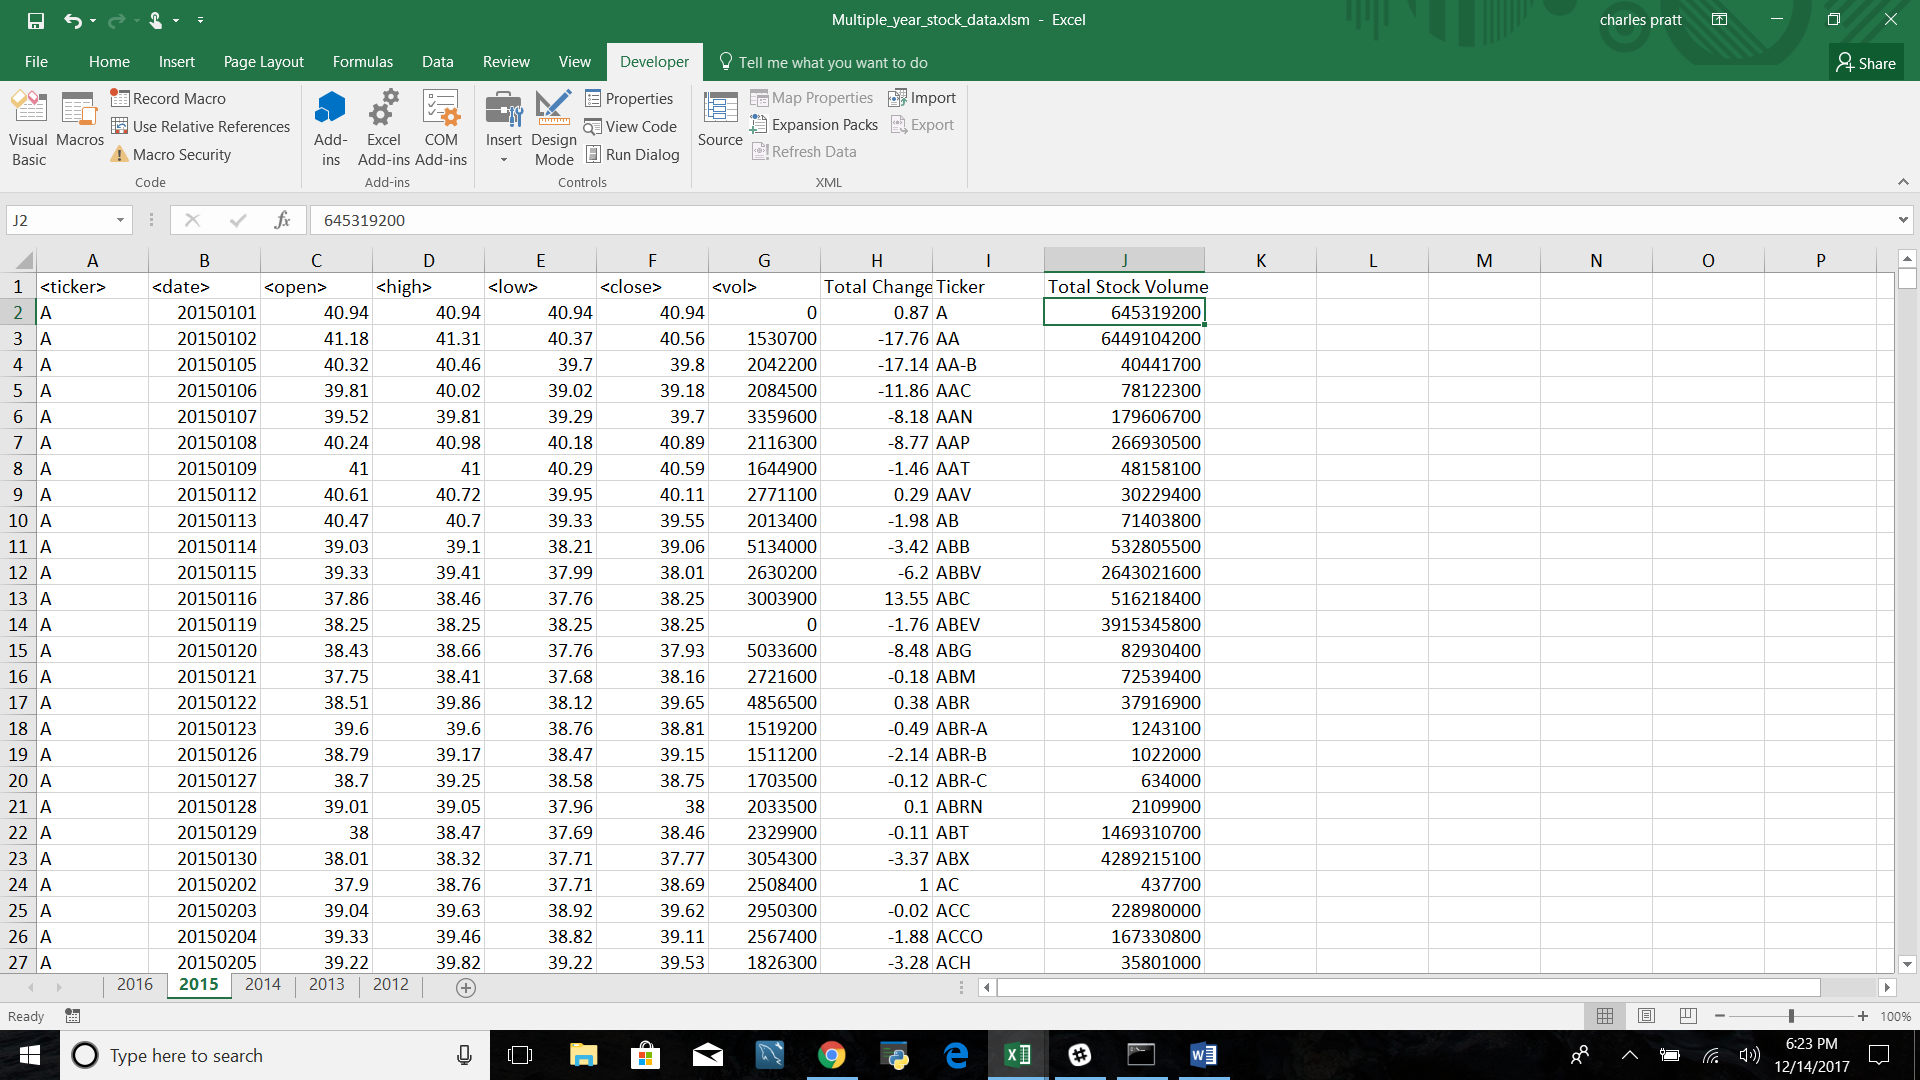 Multiple_year_stock_data.xlsm - Excel
charles pratt
File Home Insert Page Layout Formulas Data Review View Developer Tell me what you want to do Share
Visual Basic
Macros
Record Macro
Use Relative References
Macro Security
Code
Add-ins
Excel Add-ins
COM Add-ins
Add-ins
Insert
Design Mode
Properties
View Code
Run Dialog
Controls
Source
Map Properties
Expansion Packs
Refresh Data
Import
Export
XML
J2 fx 645319200
A B C D E F G H I J K L M N O P
1 <ticker> <date> <open> <high> <low> <close> <vol> Total Change Ticker Total Stock Volume
2 A 20150101 40.94 40.94 40.94 40.94 0 0.87 A 645319200
3 A 20150102 41.18 41.31 40.37 40.56 1530700 -17.76 AA 6449104200
4 A 20150105 40.32 40.46 39.7 39.8 2042200 -17.14 AA-B 40441700
5 A 20150106 39.81 40.02 39.02 39.18 2084500 -11.86 AAC 78122300
6 A 20150107 39.52 39.81 39.29 39.7 3359600 -8.18 AAN 179606700
7 A 20150108 40.24 40.98 40.18 40.89 2116300 -8.77 AAP 266930500
8 A 20150109 41 41 40.29 40.59 1644900 -1.46 AAT 48158100
9 A 20150112 40.61 40.72 39.95 40.11 2771100 0.29 AAV 30229400
10 A 20150113 40.47 40.7 39.33 39.55 2013400 -1.98 AB 71403800
11 A 20150114 39.03 39.1 38.21 39.06 5134000 -3.42 ABB 532805500
12 A 20150115 39.33 39.41 37.99 38.01 2630200 -6.2 ABBV 2643021600
13 A 20150116 37.86 38.46 37.76 38.25 3003900 13.55 ABC 516218400
14 A 20150119 38.25 38.25 38.25 38.25 0 -1.76 ABEV 3915345800
15 A 20150120 38.43 38.66 37.76 37.93 5033600 -8.48 ABG 82930400
16 A 20150121 37.75 38.41 37.68 38.16 2721600 -0.18 ABM 72539400
17 A 20150122 38.51 39.86 38.12 39.65 4856500 0.38 ABR 37916900
18 A 20150123 39.6 39.6 38.76 38.81 1519200 -0.49 ABR-A 1243100
19 A 20150126 38.79 39.17 38.47 39.15 1511200 -2.14 ABR-B 1022000
20 A 20150127 38.7 39.25 38.58 38.75 1703500 -0.12 ABR-C 634000
21 A 20150128 39.01 39.05 37.96 38 2033500 0.1 ABRN 2109900
22 A 20150129 38 38.47 37.69 38.46 2329900 -0.11 ABT 1469310700
23 A 20150130 38.01 38.32 37.71 37.77 3054300 -3.37 ABX 4289215100
24 A 20150202 37.9 38.76 37.71 38.69 2508400 1 AC 437700
25 A 20150203 39.04 39.63 38.92 39.62 2950300 -0.02 ACC 228980000
26 A 20150204 39.33 39.46 38.82 39.11 2567400 -1.88 ACCO 167330800
27 A 20150205 39.22 39.82 39.22 39.53 1826300 -3.28 ACH 35801000
2016 2015 2014 2013 2012
Ready 100%
Type here to search
6:23 PM
12/14/2017